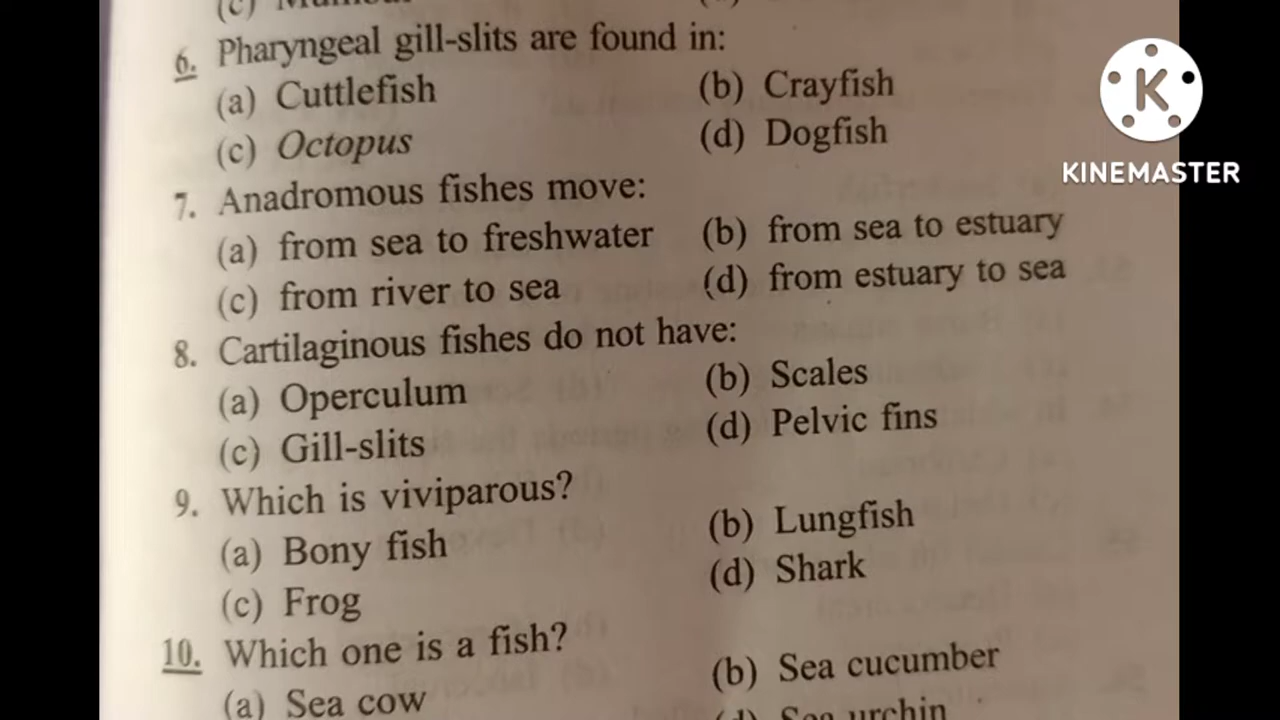 6. Pharyngeal gill-slits are found in:
(a) Cuttlefish (b) Crayfish
(c) Octopus (d) Dogfish
7. Anadromous fishes move:
(a) from sea to freshwater (b) from sea to estuary
(c) from river to sea (d) from estuary to sea
8. Cartilaginous fishes do not have:
(a) Operculum (b) Scales
(c) Gill-slits (d) Pelvic fins
9. Which is viviparous?
(a) Bony fish (b) Lungfish
(c) Frog (d) Shark
10. Which one is a fish?
(a) Sea cow (b) Sea cucumber
(d) Sea urchin
K
KINEMASTER